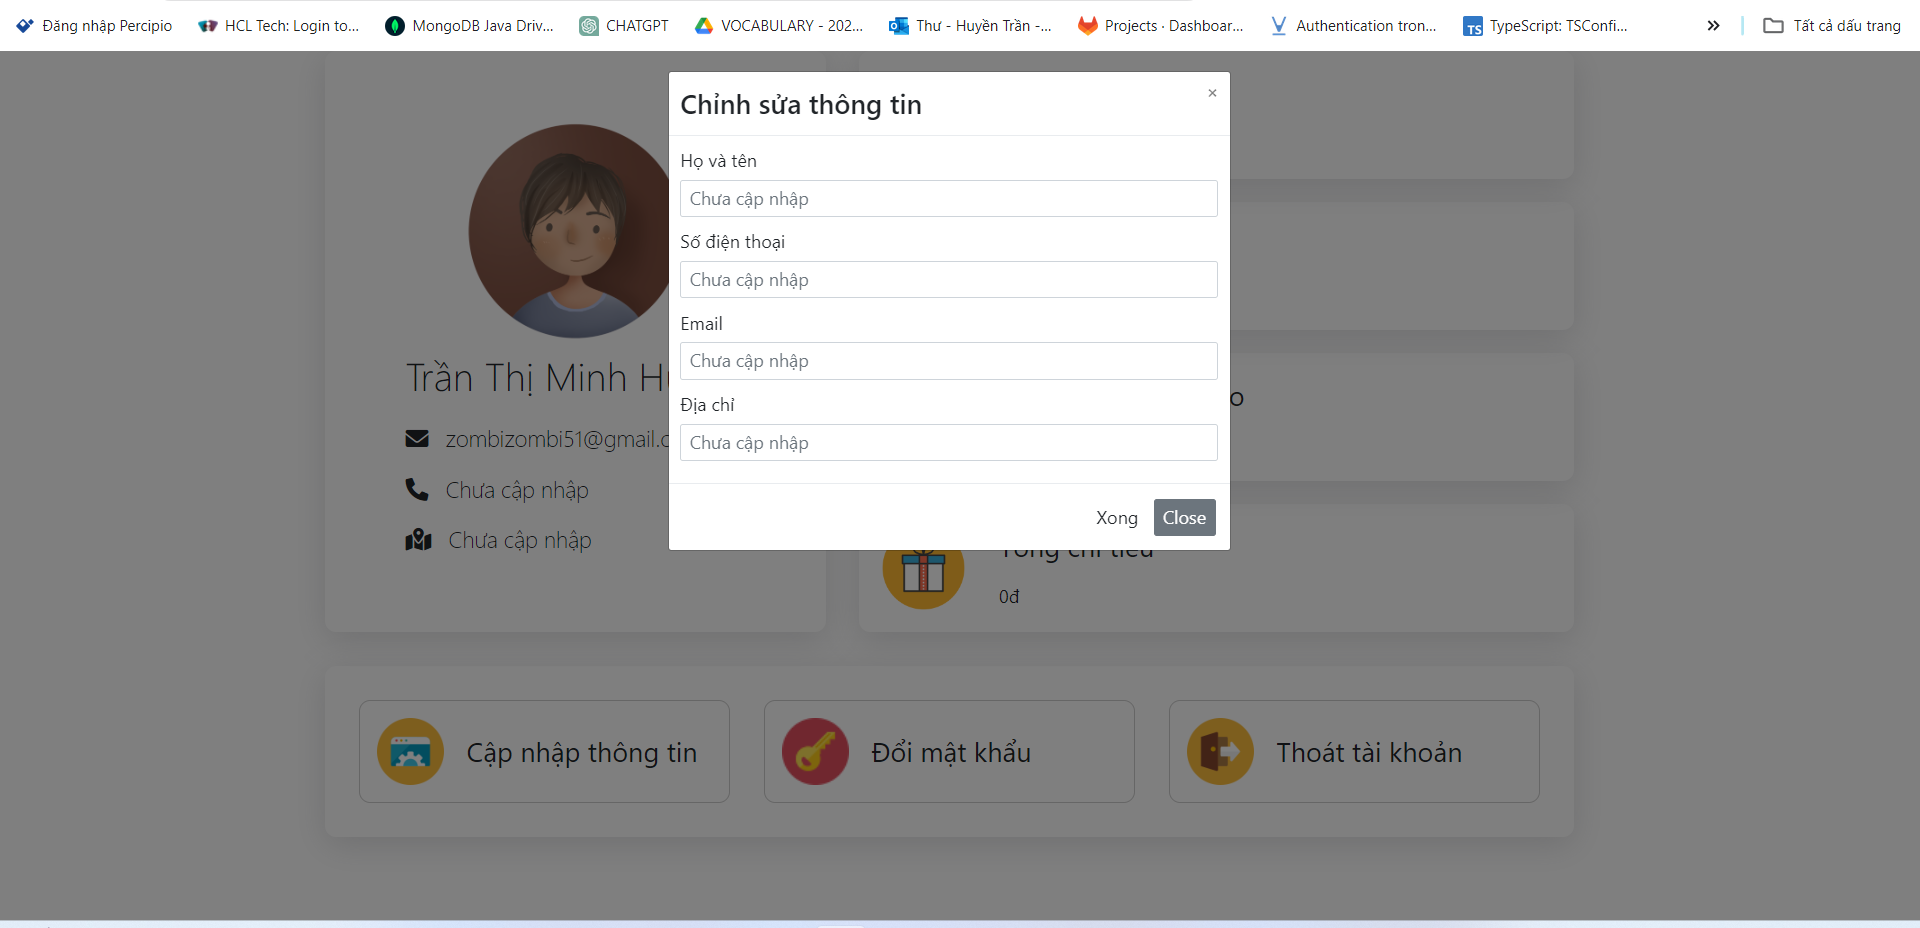 Đăng nhập Percipio
HCL Tech: Login to...
MongoDB Java Driv...
CHATGPT
VOCABULARY - 202...
Thư - Huyền Trần -...
Projects · Dashboar...
Authentication tron...
TypeScript: TSConfi...
Tất cả dấu trang
Chỉnh sửa thông tin
×
Họ và tên
Chưa cập nhập
Số điện thoại
Chưa cập nhập
Email
Chưa cập nhập
Địa chỉ
Chưa cập nhập
Xong
Close
Trần Thị Minh H
zombizombi51@gmail.c
Chưa cập nhập
Chưa cập nhập
o
Tổng chi tiêu
0đ
Cập nhập thông tin
Đổi mật khẩu
Thoát tài khoản